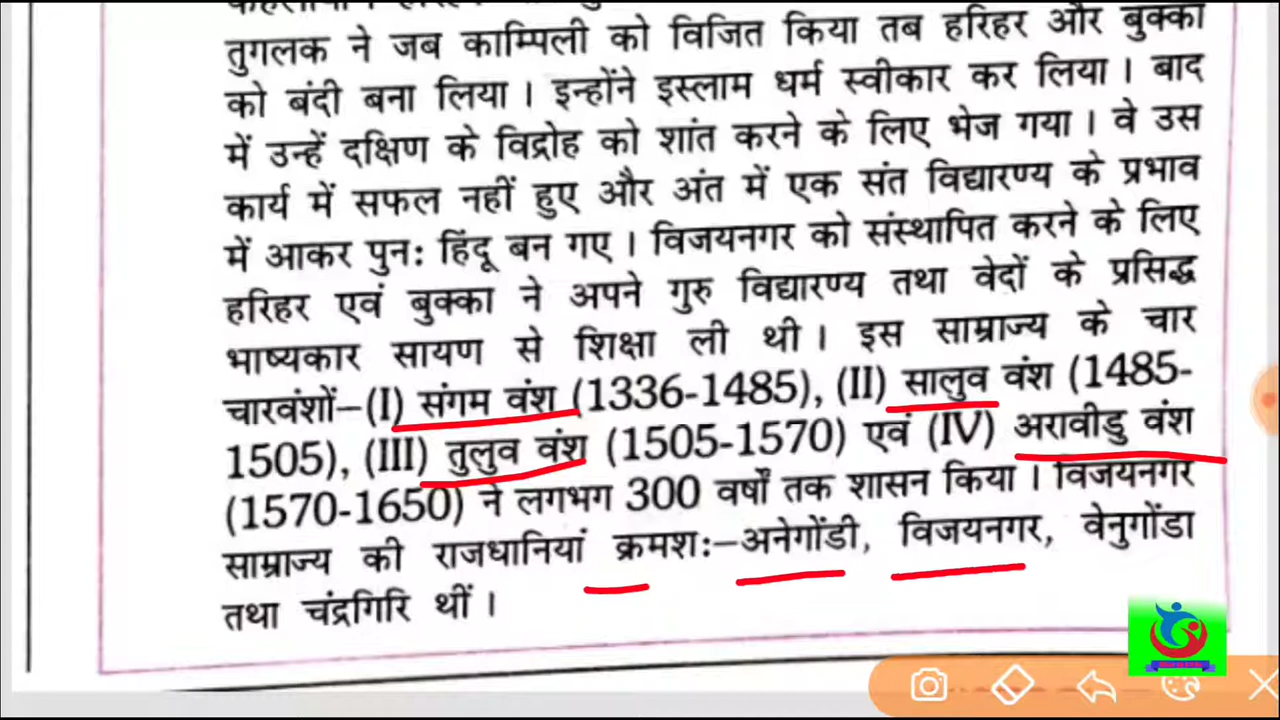 तुगलक ने जब काम्पिली को विजित किया तब हरिहर और बुक्का
को बंदी बना लिया। इन्होंने इस्लाम धर्म स्वीकार कर लिया। बाद
में उन्हें दक्षिण के विद्रोह को शांत करने के लिए भेज गया। वे उस
कार्य में सफल नहीं हुए और अंत में एक संत विद्यारण्य के प्रभाव
में आकर पुनः हिंदू बन गए। विजयनगर को संस्थापित करने के लिए
हरिहर एवं बुक्का ने अपने गुरु विद्यारण्य तथा वेदों के प्रसिद्ध
भाष्यकार सायण से शिक्षा ली थी। इस साम्राज्य के चार
चारवंशों–(I) संगम वंश (1336-1485), (II) सालुव वंश (1485-
1505), (III) तुलुव वंश (1505-1570) एवं (IV) अरावीडु वंश
(1570-1650) ने लगभग 300 वर्षों तक शासन किया। विजयनगर
साम्राज्य की राजधानियां क्रमशः–अनेगोंडी, विजयनगर, वेनुगोंडा
तथा चंद्रगिरि थीं।